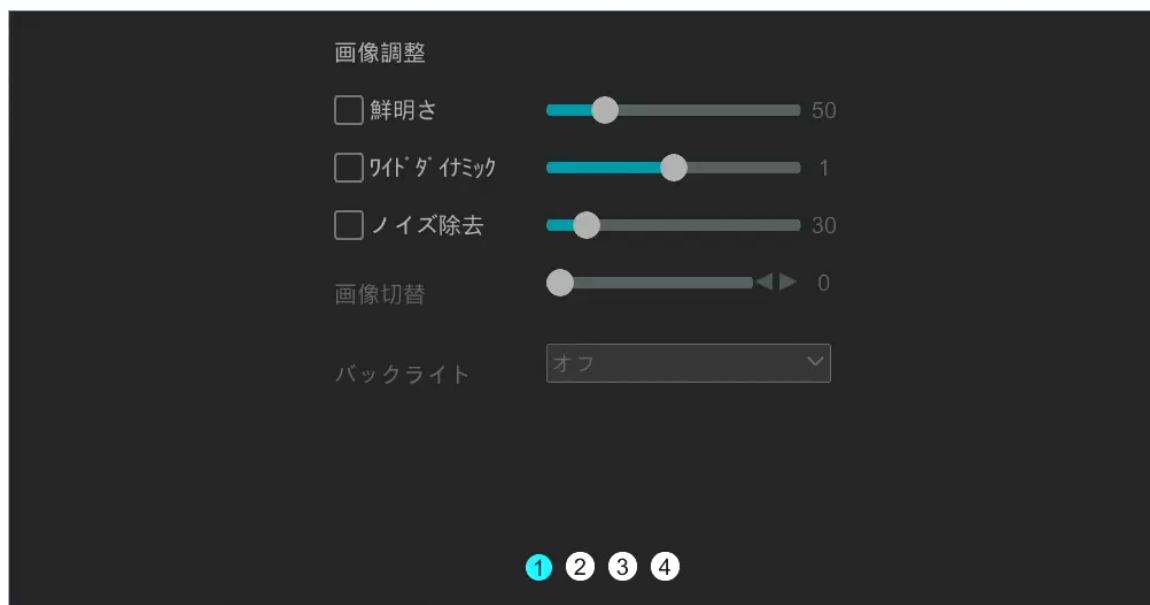 画像調整
鮮明さ 50
ﾜｲﾄﾞﾀﾞｲﾅﾐｯｸ 1
ノイズ除去 30
画像切替 0
バックライト オフ
1 2 3 4